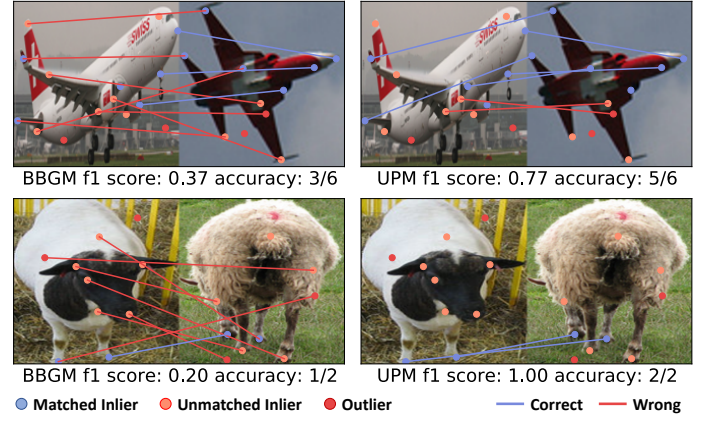 SWISS
BBGM f1 score: 0.37 accuracy: 3/6
SWISS
UPM f1 score: 0.77 accuracy: 5/6
BBGM f1 score: 0.20 accuracy: 1/2
UPM f1 score: 1.00 accuracy: 2/2
Matched Inlier
Unmatched Inlier
Outlier
Correct
Wrong